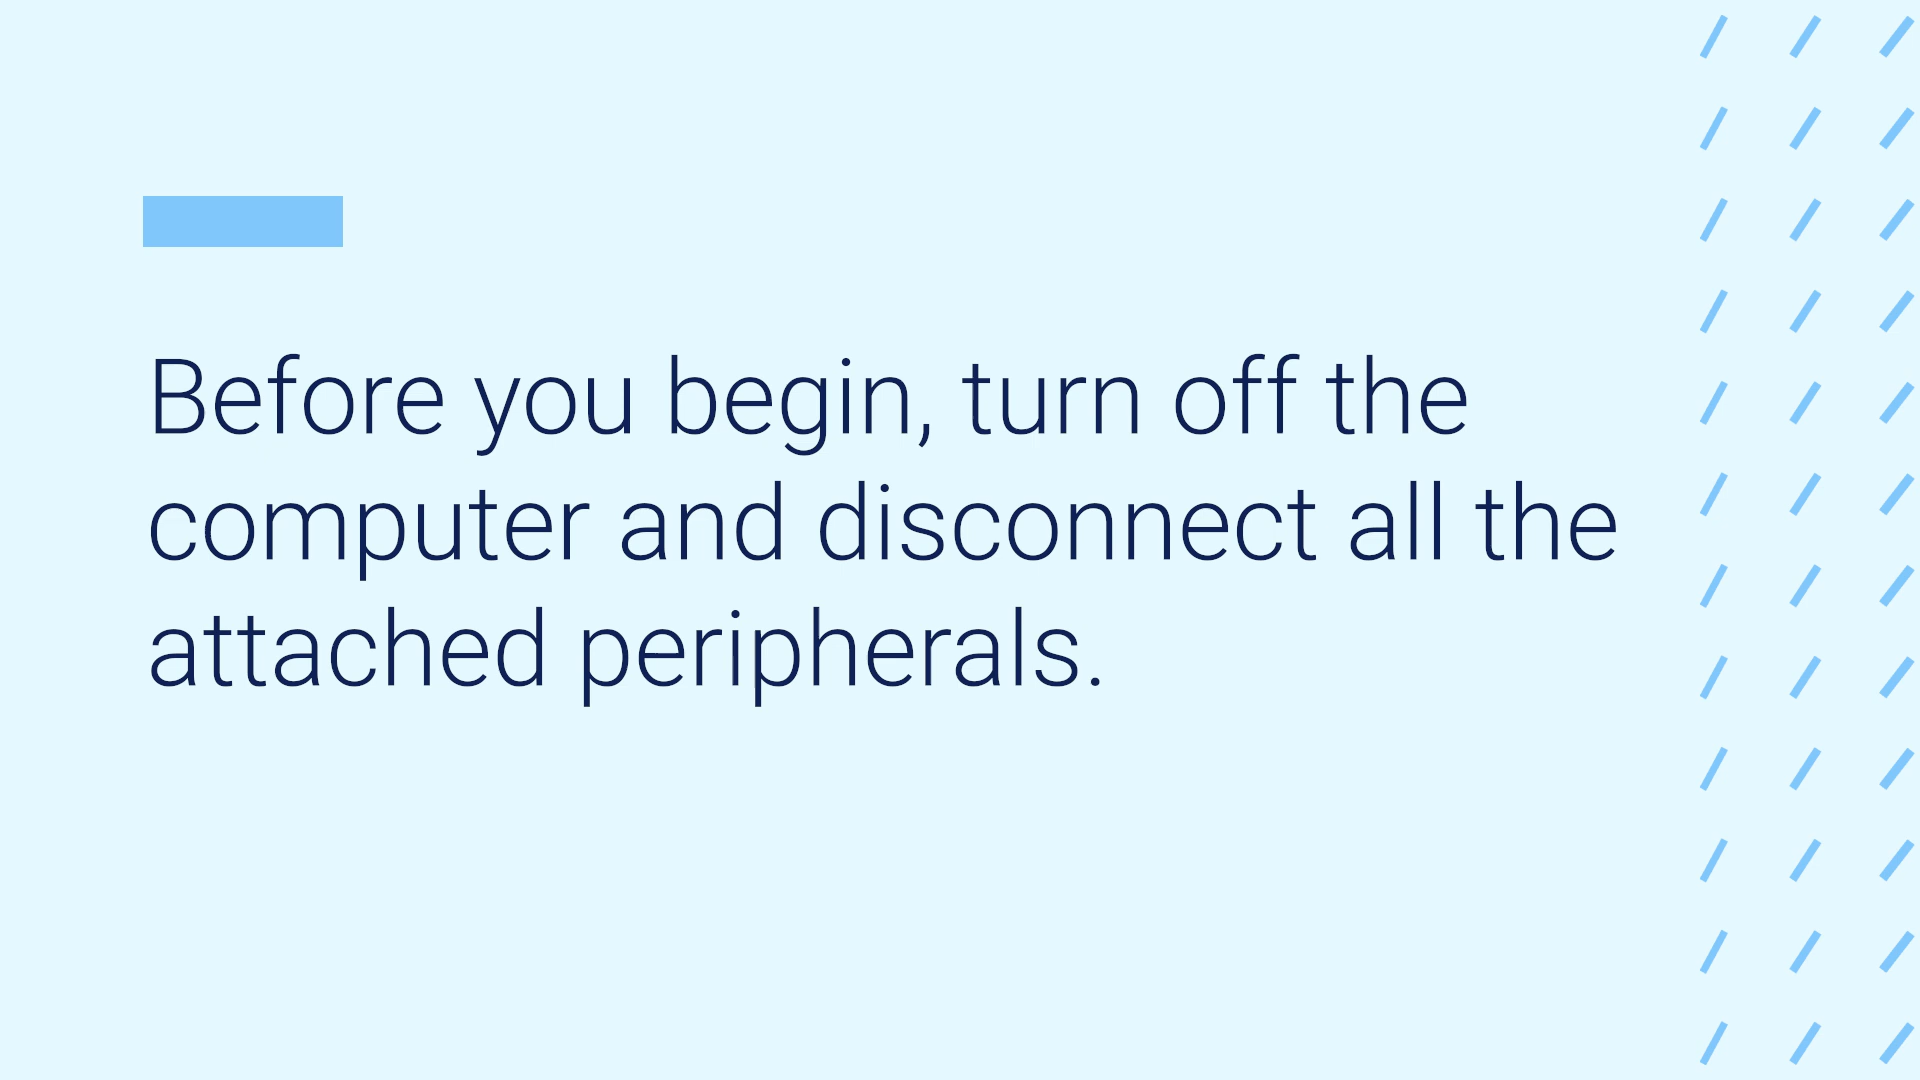 Before you begin, turn off the
computer and disconnect all the
attached peripherals.